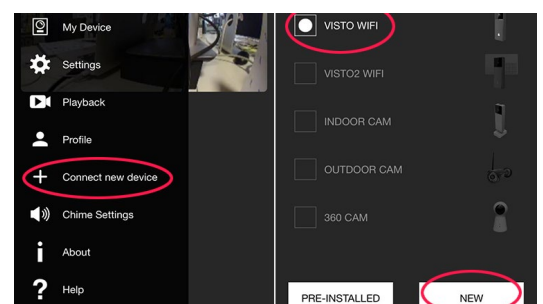 My Device
Settings
Playback
Profile
Connect new device
Chime Settings
About
Help
VISTO WIFI
VISTO2 WIFI
INDOOR CAM
OUTDOOR CAM
360 CAM
PRE-INSTALLED
NEW